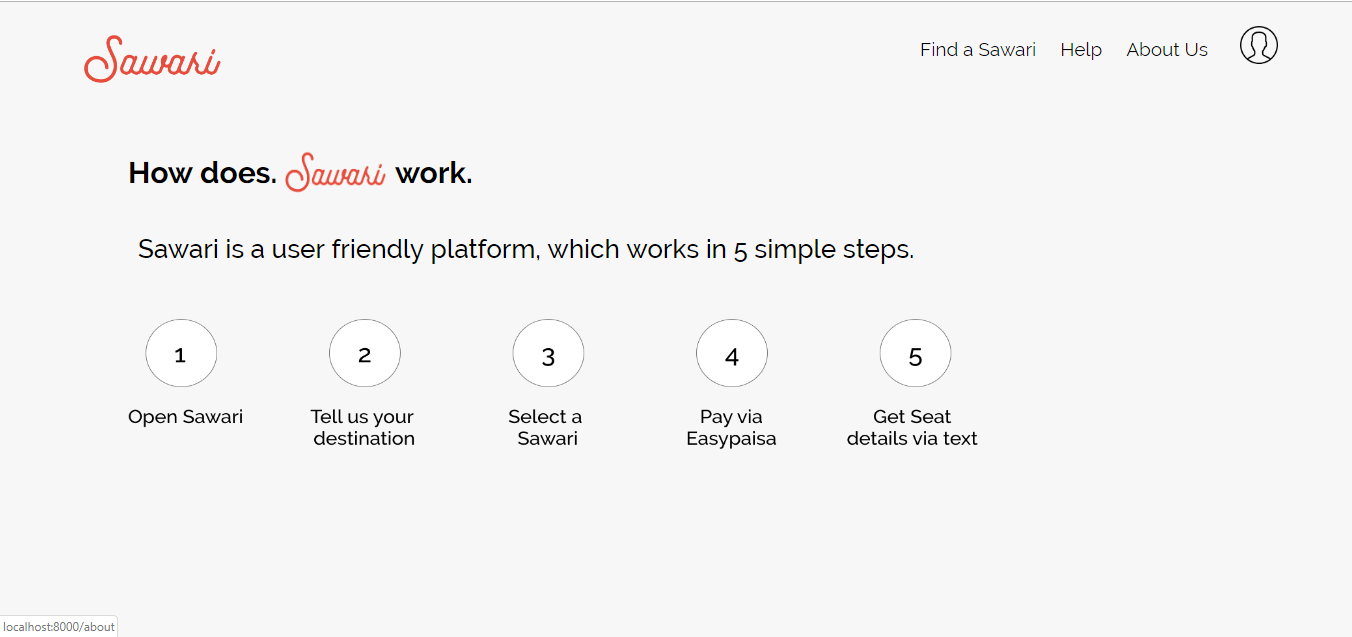 Sawari
Find a Sawari Help About Us
How does. Sawari work.
Sawari is a user friendly platform, which works in 5 simple steps.
1
Open Sawari
2
Tell us your
destination
3
Select a
Sawari
4
Pay via
Easypaisa
5
Get Seat
details via text
localhost:8000/about